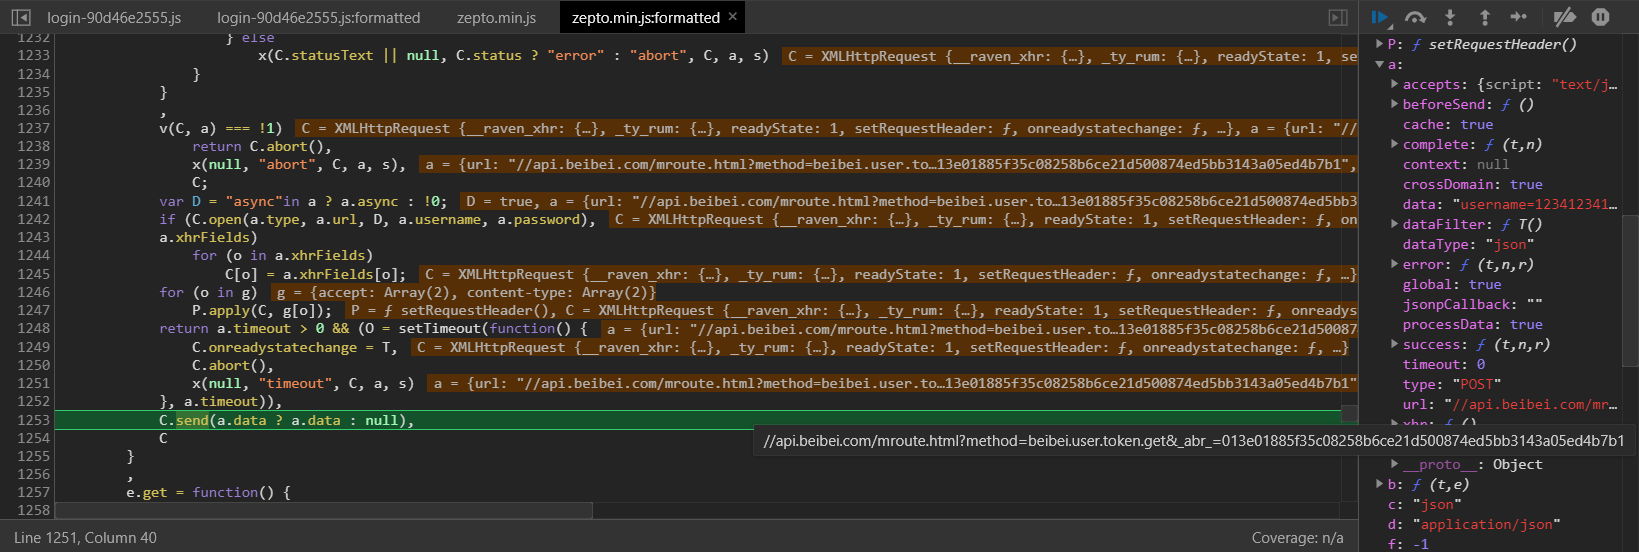 login-90d46e2555.js login-90d46e2555.js:formatted zepto.min.js zepto.min.js:formatted ×
1232 } else
1233 x(C.statusText || null, C.status ? "error" : "abort", C, a, s) C = XMLHttpRequest {__raven_xhr: {…}, _ty_rum: {…}, readyState: 1, se
1234 }
1235 }
1236 ,
1237 v(C, a) === !1) C = XMLHttpRequest {__raven_xhr: {…}, _ty_rum: {…}, readyState: 1, setRequestHeader: ƒ, onreadystatechange: ƒ, …}, a = {url: "//
1238 return C.abort(),
1239 x(null, "abort", C, a, s), a = {url: "//api.beibei.com/mroute.html?method=beibei.user.to…13e01885f35c08258b6ce21d500874ed5bb3143a05ed4b7b1",
1240 C;
1241 var D = "async"in a ? a.async : !0; D = true, a = {url: "//api.beibei.com/mroute.html?method=beibei.user.to…13e01885f35c08258b6ce21d500874ed5bb3
1242 if (C.open(a.type, a.url, D, a.username, a.password), C = XMLHttpRequest {__raven_xhr: {…}, _ty_rum: {…}, readyState: 1, setRequestHeader: ƒ, on
1243 a.xhrFields)
1244 for (o in a.xhrFields)
1245 C[o] = a.xhrFields[o]; C = XMLHttpRequest {__raven_xhr: {…}, _ty_rum: {…}, readyState: 1, setRequestHeader: ƒ, onreadystatechange: ƒ, …}
1246 for (o in g) g = {accept: Array(2), content-type: Array(2)}
1247 P.apply(C, g[o]); P = ƒ setRequestHeader(), C = XMLHttpRequest {__raven_xhr: {…}, _ty_rum: {…}, readyState: 1, setRequestHeader: ƒ, onreadys
1248 return a.timeout > 0 && (O = setTimeout(function() { a = {url: "//api.beibei.com/mroute.html?method=beibei.user.to…13e01885f35c08258b6ce21d50087
1249 C.onreadystatechange = T, C = XMLHttpRequest {__raven_xhr: {…}, _ty_rum: {…}, readyState: 1, setRequestHeader: ƒ, onreadystatechange: ƒ, …}
1250 C.abort(),
1251 x(null, "timeout", C, a, s) a = {url: "//api.beibei.com/mroute.html?method=beibei.user.to…13e01885f35c08258b6ce21d500874ed5bb3143a05ed4b7b1"
1252 }, a.timeout)),
1253 C.send(a.data ? a.data : null),
1254 C
1255 }
1256 ,
1257 e.get = function() {
1258
//api.beibei.com/mroute.html?method=beibei.user.token.get&_abr_=013e01885f35c08258b6ce21d500874ed5bb3143a05ed4b7b1
Line 1251, Column 40 Coverage: n/a
P: ƒ setRequestHeader()
a:
accepts: {script: "text/j…
beforeSend: ƒ ()
cache: true
complete: ƒ (t,n)
context: null
crossDomain: true
data: "username=123412341…
dataFilter: ƒ T()
dataType: "json"
error: ƒ (t,n,r)
global: true
jsonpCallback: ""
processData: true
success: ƒ (t,n,r)
timeout: 0
type: "POST"
url: "//api.beibei.com/mr…
xhr: ƒ ()
__proto__: Object
b: ƒ (t,e)
c: "json"
d: "application/json"
f: -1